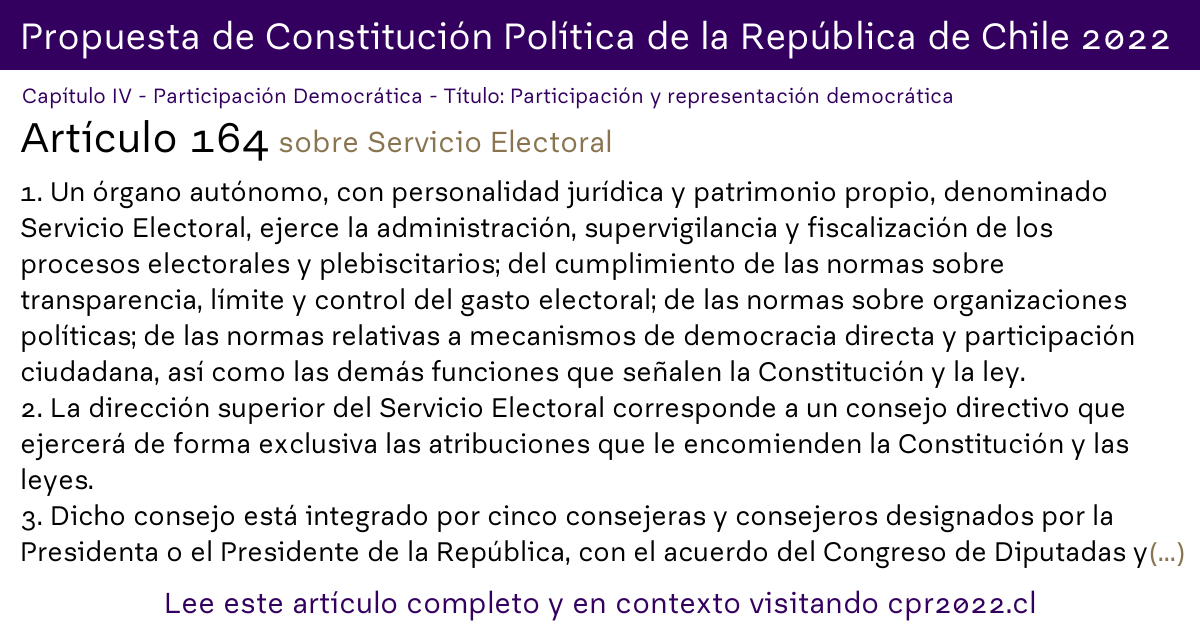 Propuesta de Constitución Política de la República de Chile 2022
Capítulo IV - Participación Democrática - Título: Participación y representación democrática
Artículo 164 sobre Servicio Electoral
1. Un órgano autónomo, con personalidad jurídica y patrimonio propio, denominado
Servicio Electoral, ejerce la administración, supervigilancia y fiscalización de los
procesos electorales y plebiscitarios; del cumplimiento de las normas sobre
transparencia, límite y control del gasto electoral; de las normas sobre organizaciones
políticas; de las normas relativas a mecanismos de democracia directa y participación
ciudadana, así como las demás funciones que señalen la Constitución y la ley.
2. La dirección superior del Servicio Electoral corresponde a un consejo directivo que
ejercerá de forma exclusiva las atribuciones que le encomienden la Constitución y las
leyes.
3. Dicho consejo está integrado por cinco consejeras y consejeros designados por la
Presidenta o el Presidente de la República, con el acuerdo del Congreso de Diputadas y(...)
Lee este artículo completo y en contexto visitando cpr2022.cl